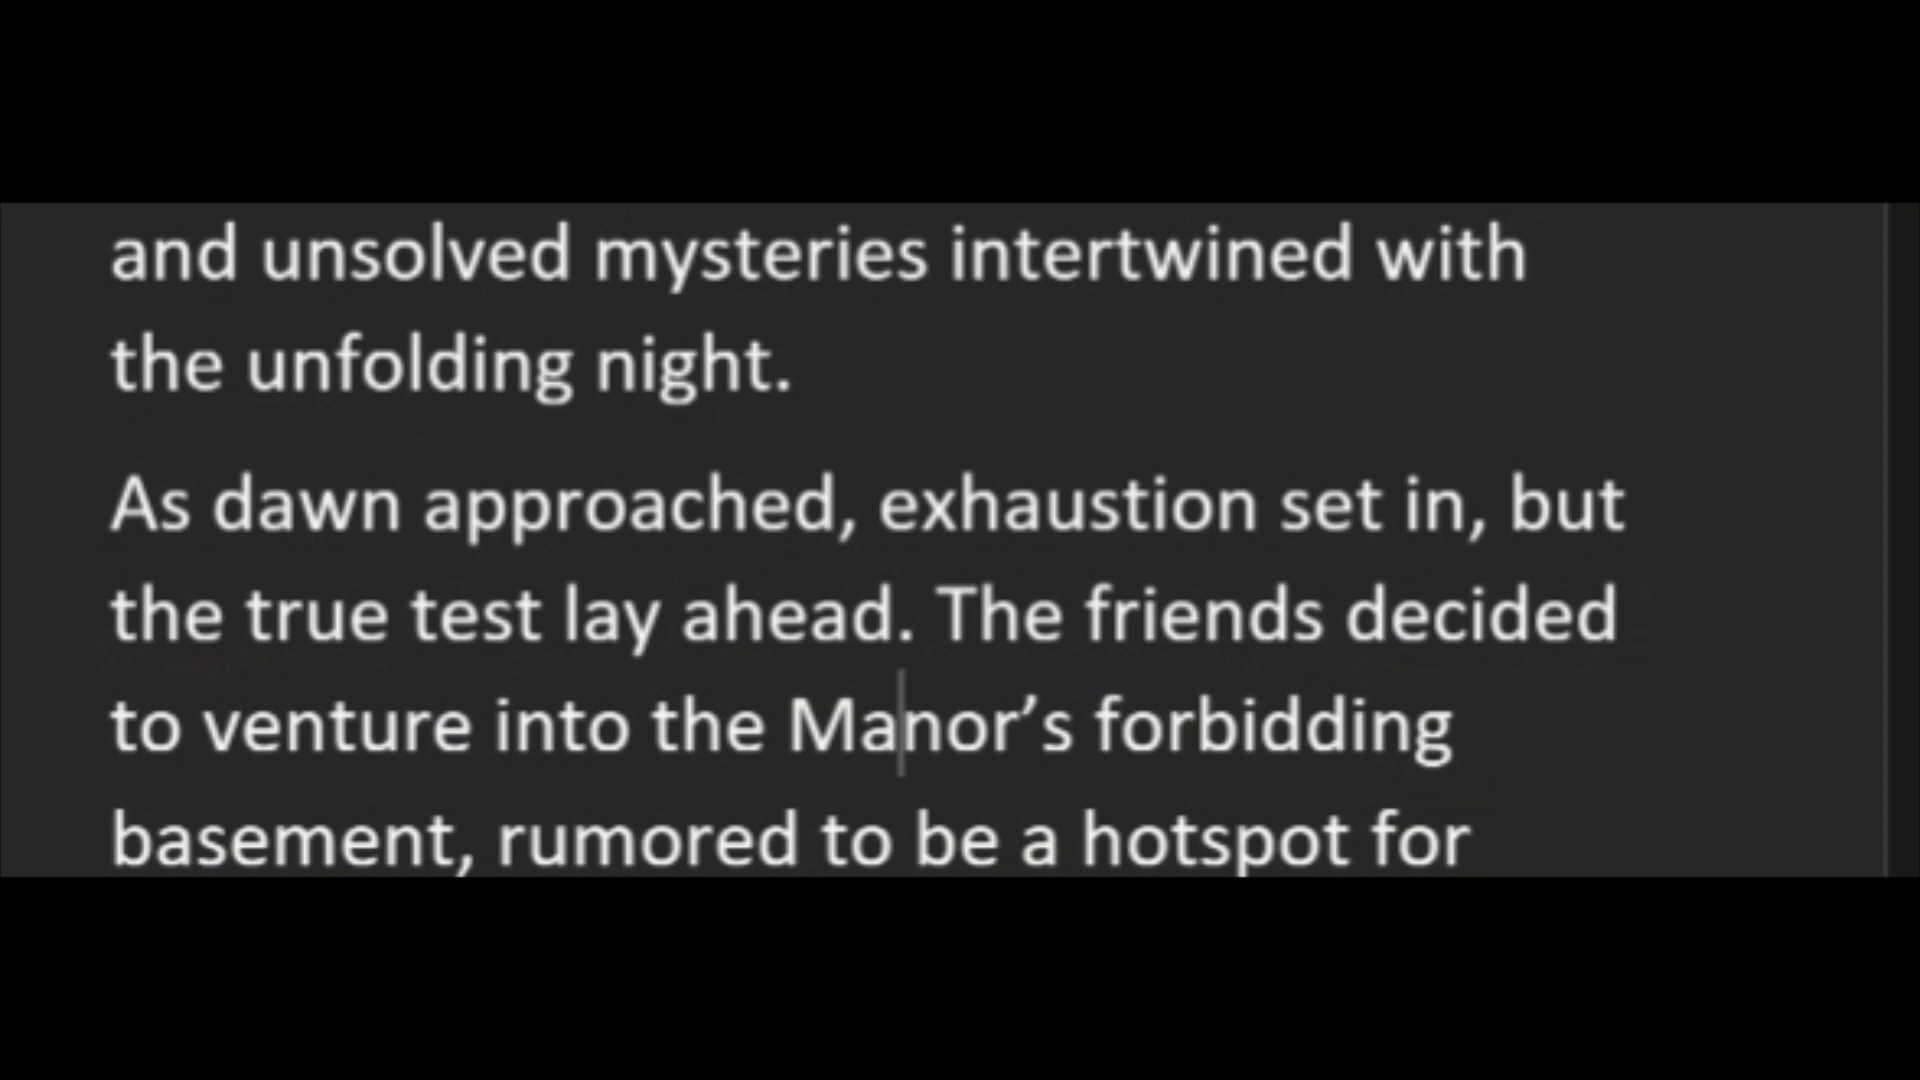 and unsolved mysteries intertwined with
the unfolding night.
As dawn approached, exhaustion set in, but
the true test lay ahead. The friends decided
to venture into the Manor’s forbidding
basement, rumored to be a hotspot for